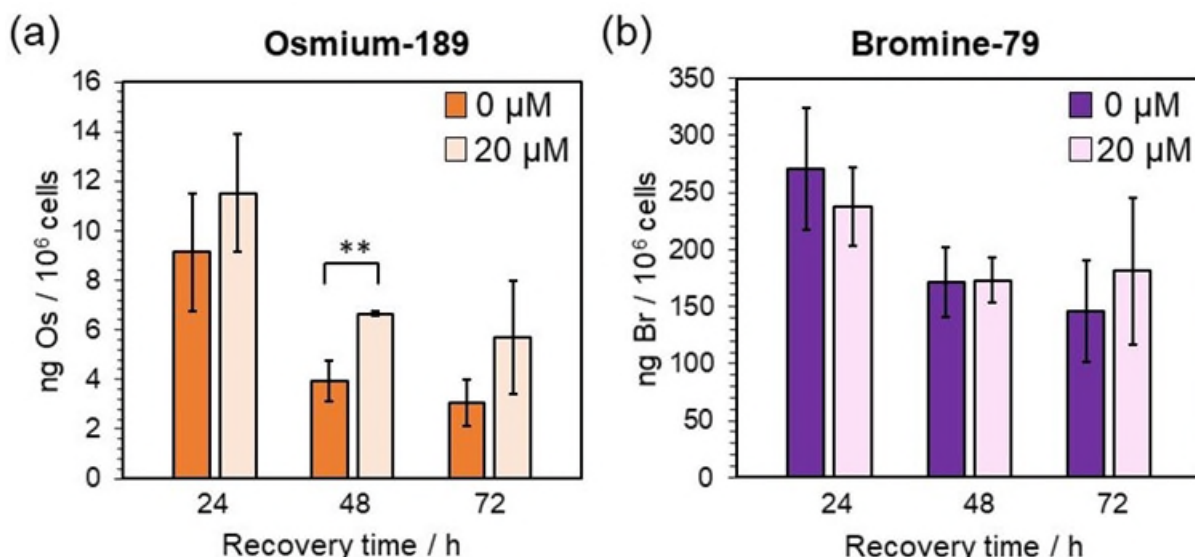 (a)
Osmium-189
ng Os / 10⁶ cells
16
14
12
10
8
6
4
2
0
0 µM
20 µM
**
24 48 72
Recovery time / h
(b)
Bromine-79
ng Br / 10⁶ cells
350
300
250
200
150
100
50
0
0 µM
20 µM
24 48 72
Recovery time / h